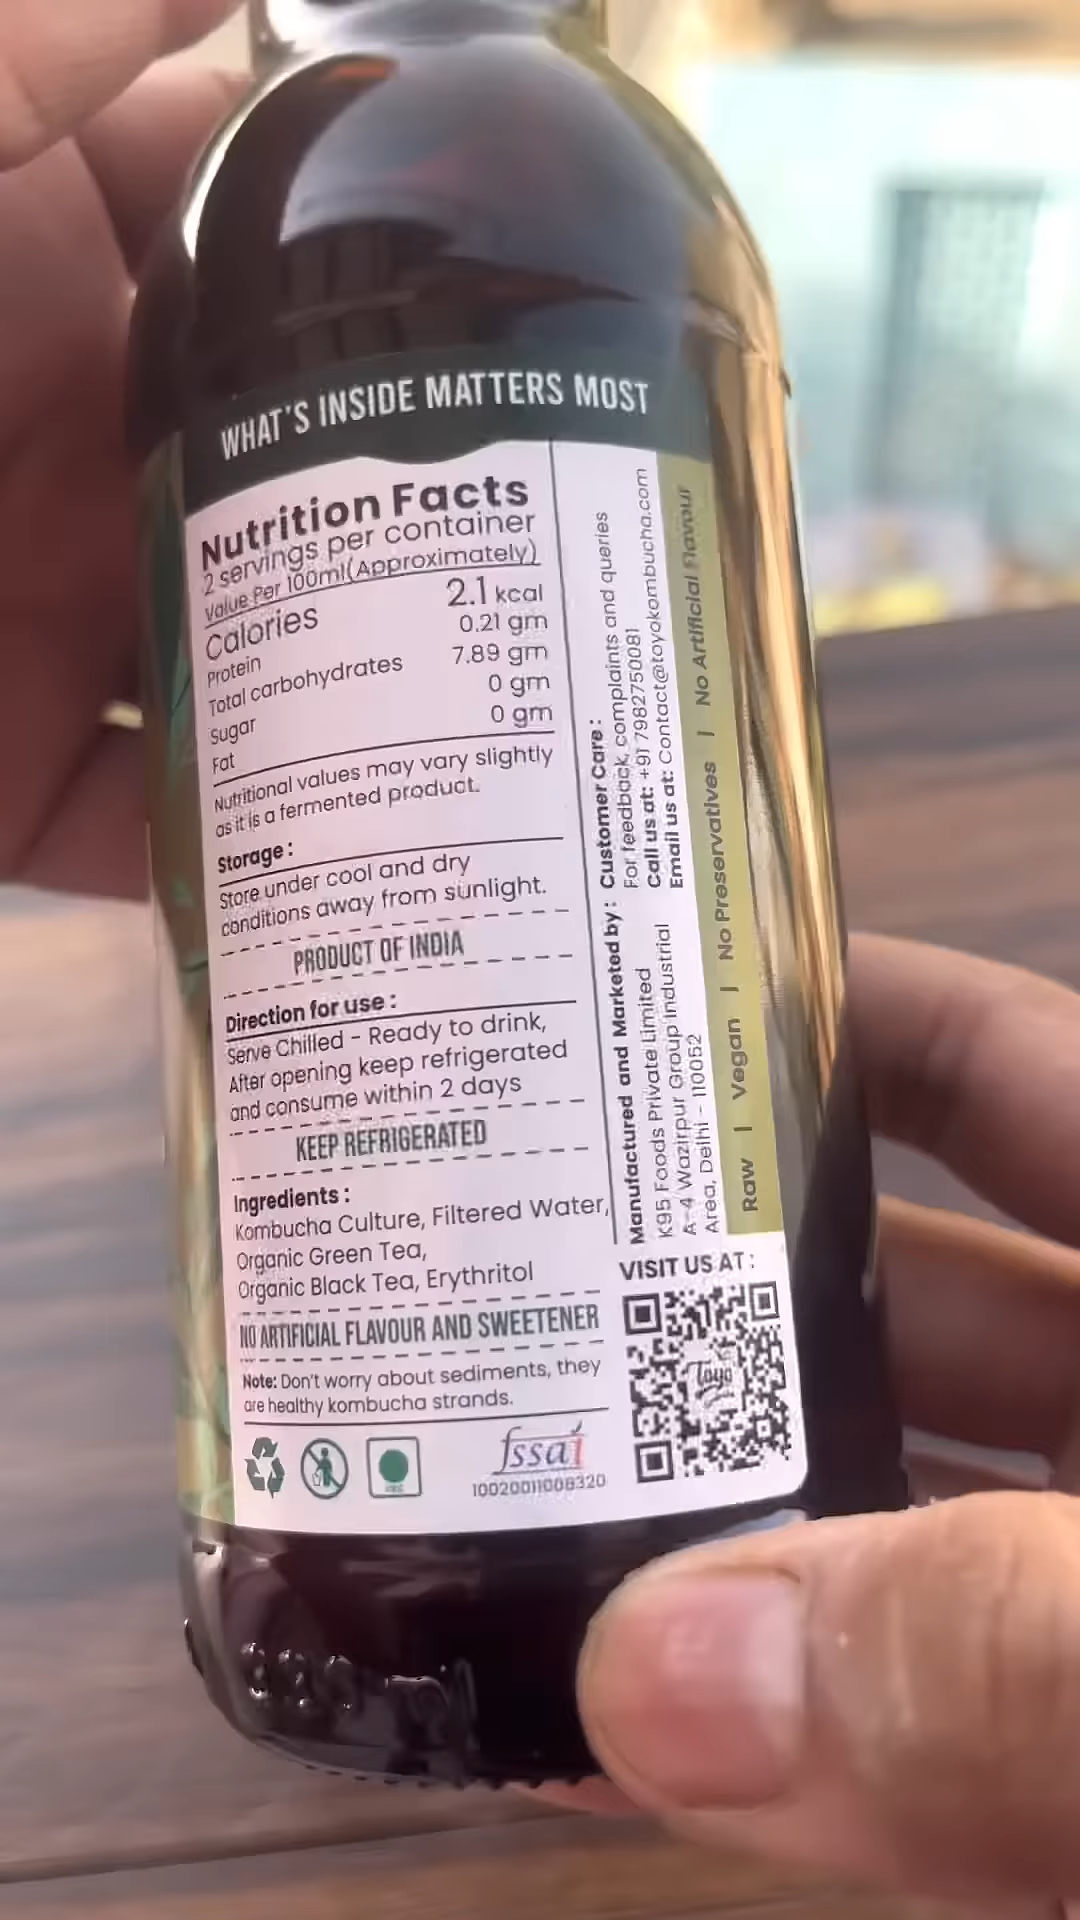 WHAT'S INSIDE MATTERS MOST
Nutrition Facts
2 servings per container
Value Per 100ml(Approximately)
Calories 2.1 kcal
Protein 0.21 gm
Total carbohydrates 7.89 gm
Sugar 0 gm
Fat 0 gm
Nutritional values may vary slightly
as it is a fermented product.
Storage :
Store under cool and dry
conditions away from sunlight.
PRODUCT OF INDIA
Direction for use :
Serve Chilled - Ready to drink,
After opening keep refrigerated
and consume within 2 days
KEEP REFRIGERATED
Ingredients :
Kombucha Culture, Filtered Water,
Organic Green Tea,
Organic Black Tea, Erythritol
NO ARTIFICIAL FLAVOUR AND SWEETENER
Note: Don't worry about sediments, they
are healthy kombucha strands.
fssai
10020011008320
Manufactured and Marketed by :
K95 Foods Private Limited
A-4 Wazirpur Group Industrial
Area, Delhi - 110052
Customer Care :
For feedback, complaints and queries
Call us at: +91 7982750081
Email us at: Contact@toyokombucha.com
Raw | Vegan | No Preservatives | No Artificial Flavour
VISIT US AT :
Toyo